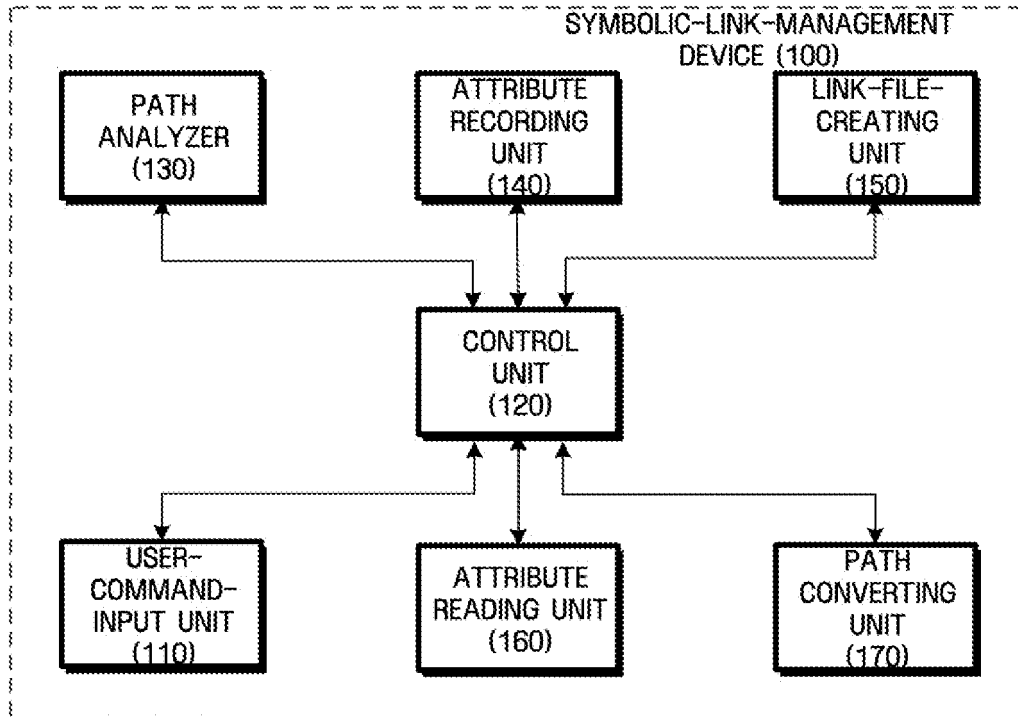 SYMBOLIC-LINK-MANAGEMENT
DEVICE (100)
PATH
ANALYZER
(130)
ATTRIBUTE
RECORDING
UNIT
(140)
LINK-FILE-
CREATING
UNIT
(150)
CONTROL
UNIT
(120)
USER-
COMMAND-
INPUT UNIT
(110)
ATTRIBUTE
READING UNIT
(160)
PATH
CONVERTING
UNIT
(170)